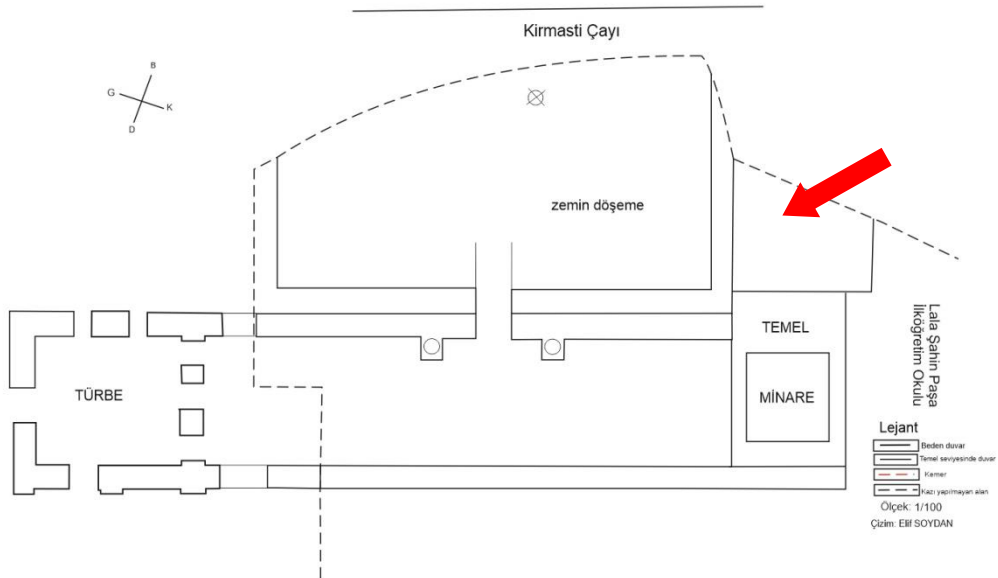 Kirmasti Çayı
B
G
K
D
zemin döşeme
TEMEL
MİNARE
TÜRBE
Lala Şahin Paşa
İlköğretim Okulu
Lejant
Beden duvar
Temel seviyesinde duvar
Kemer
Kazı yapılmayan alan
Ölçek: 1/100
Çizim: Elif SOYDAN